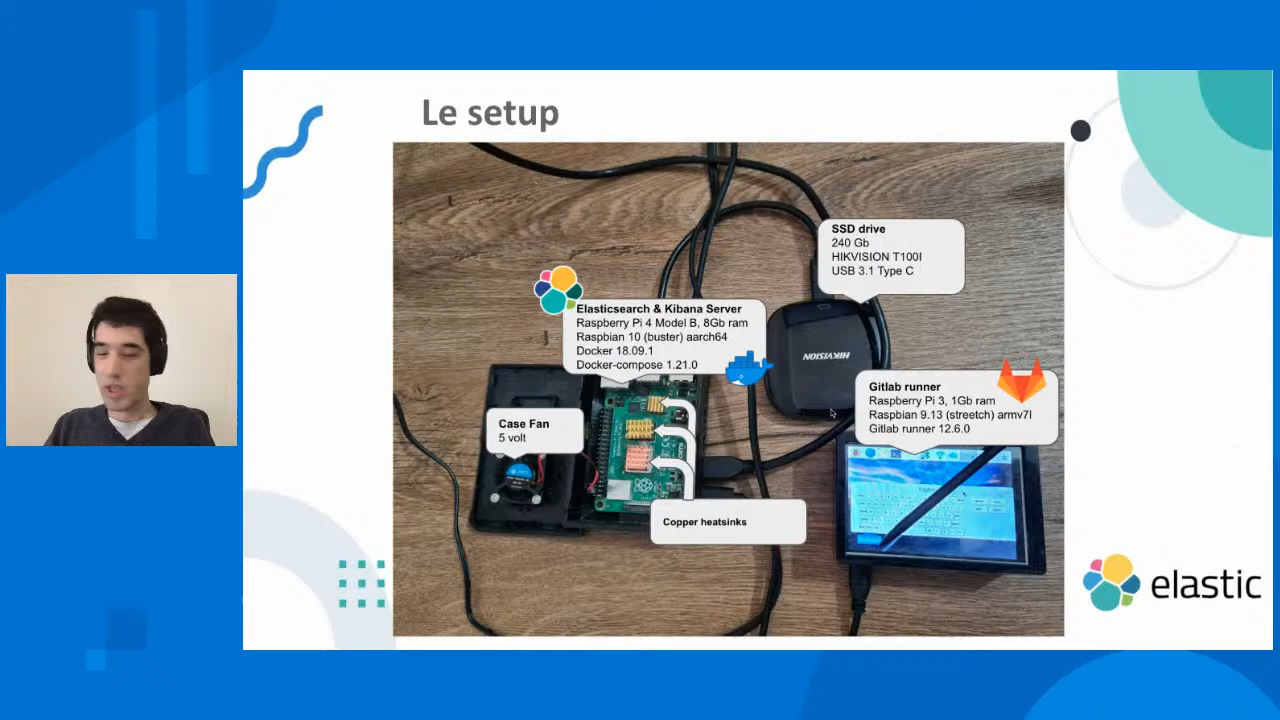 Le setup
SSD drive
240 Gb
HIKVISION T100I
USB 3.1 Type C
Elasticsearch & Kibana Server
Raspberry Pi 4 Model B, 8Gb ram
Raspbian 10 (buster) aarch64
Docker 18.09.1
Docker-compose 1.21.0
HIKVISION
Gitlab runner
Raspberry Pi 3, 1Gb ram
Raspbian 9.13 (streetch) armv7l
Gitlab runner 12.6.0
Case Fan
5 volt
Copper heatsinks
elastic